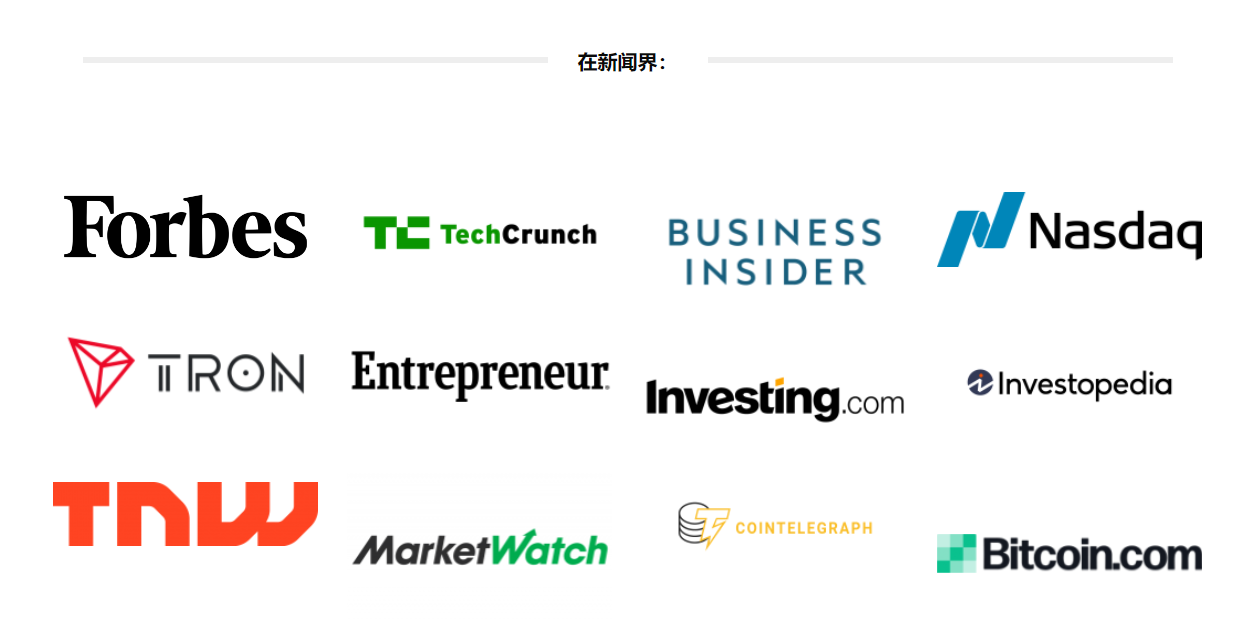 在新闻界：
Forbes
TC TechCrunch
BUSINESS
INSIDER
Nasdaq
TRON
Entrepreneur
Investing.com
Investopedia
TNW
MarketWatch
COINTELEGRAPH
Bitcoin.com